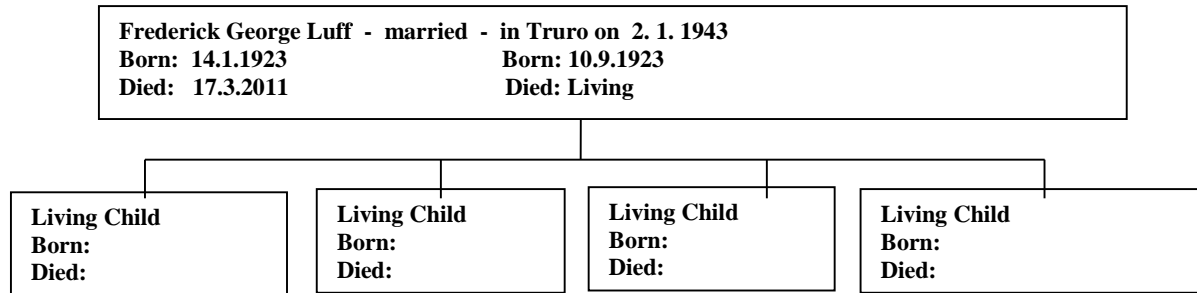 Frederick George Luff - married - in Truro on 2. 1. 1943
Born: 14.1.1923 Born: 10.9.1923
Died: 17.3.2011 Died: Living
Living Child
Born:
Died:
Living Child
Born:
Died:
Living Child
Born:
Died:
Living Child
Born:
Died: